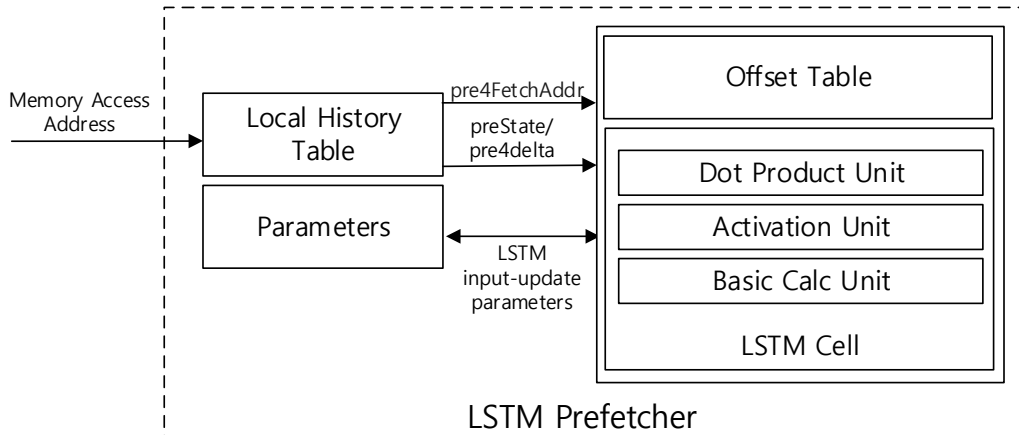 Memory Access
Address
Local History
Table
Parameters
pre4FetchAddr
preState/
pre4delta
LSTM
input-update
parameters
Offset Table
Dot Product Unit
Activation Unit
Basic Calc Unit
LSTM Cell
LSTM Prefetcher